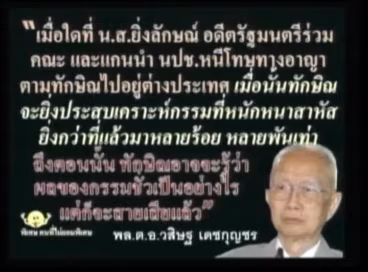 "เมื่อใดที่ น.ส.ยิ่งลักษณ์ อดีตรัฐมนตรีร่วม
คณะ และแกนนำ นปช.หนีโทษทางอาญา
ตามทักษิณไปอยู่ต่างประเทศ เมื่อนั้นทักษิณ
จะยิ่งประสบเคราะห์กรรมที่หนักหนาสาหัส
ยิ่งกว่าที่แล้วมาหลายร้อย หลายพันเท่า
ถึงตอนนั้น ทักษิณอาจจะรู้ว่า
ผลของกรรมชั่วเป็นอย่างไร
แต่ก็จะสายเสียแล้ว"
พล.ต.อ.วสิษฐ เดชกุญชร